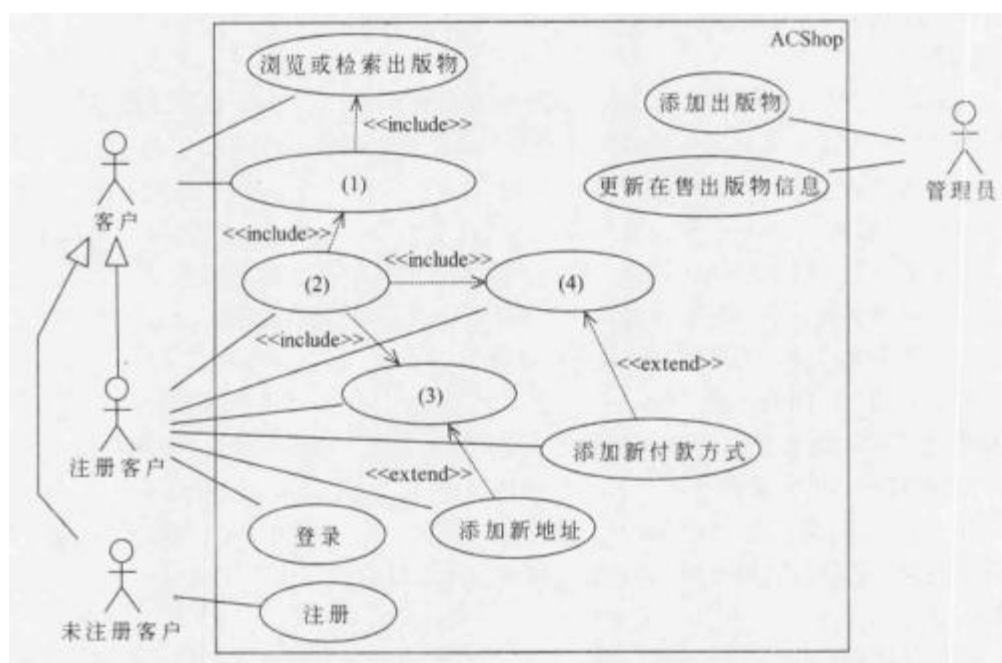 ACShop
浏览或检索出版物
添加出版物
<<include>>
(1)
更新在售出版物信息
管理员
客户
<<include>>
<<include>>
(2)
(4)
<<include>>
<<extend>>
(3)
注册客户
添加新付款方式
<<extend>>
登录
添加新地址
注册
未注册客户